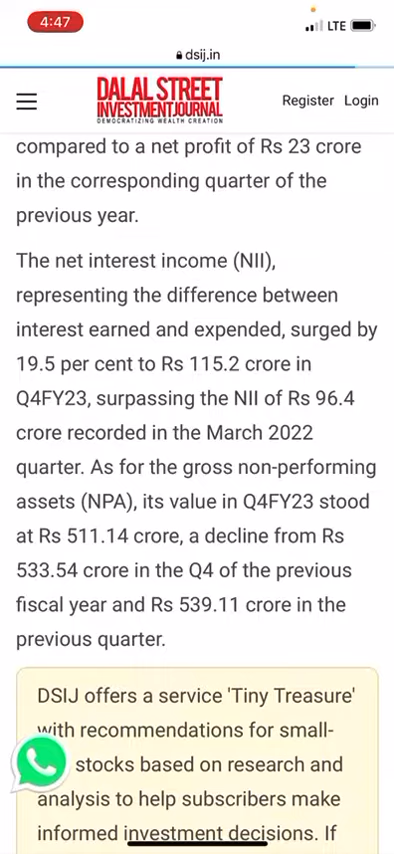 4:47
LTE
dsij.in
DALAL STREET
INVESTMENT JOURNAL
DEMOCRATIZING WEALTH CREATION
Register Login
compared to a net profit of Rs 23 crore
in the corresponding quarter of the
previous year.
The net interest income (NII),
representing the difference between
interest earned and expended, surged by
19.5 per cent to Rs 115.2 crore in
Q4FY23, surpassing the NII of Rs 96.4
crore recorded in the March 2022
quarter. As for the gross non-performing
assets (NPA), its value in Q4FY23 stood
at Rs 511.14 crore, a decline from Rs
533.54 crore in the Q4 of the previous
fiscal year and Rs 539.11 crore in the
previous quarter.
DSIJ offers a service 'Tiny Treasure'
with recommendations for small-
stocks based on research and
analysis to help subscribers make
informed investment decisions. If